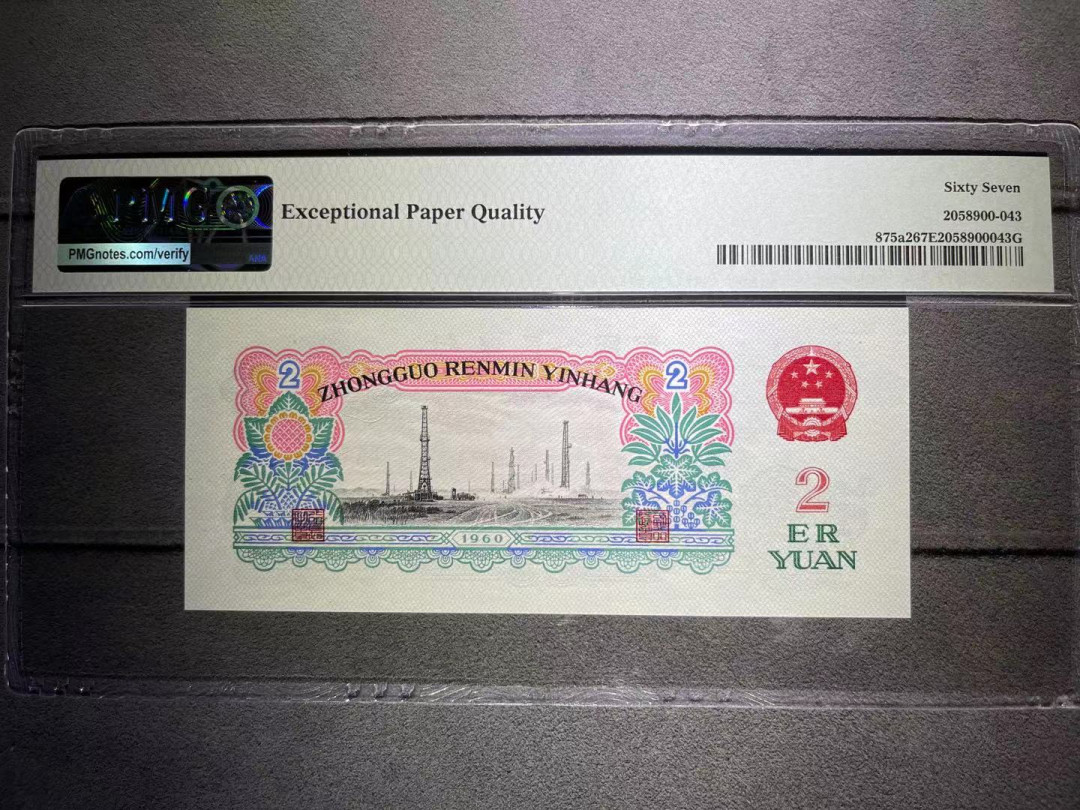 PMG
PMGnotes.com/verify
Exceptional Paper Quality
Sixty Seven
2058900-043
875a267E2058900043G
2
ZHONGGUO RENMIN YINHANG
2
1960
2
ER
YUAN